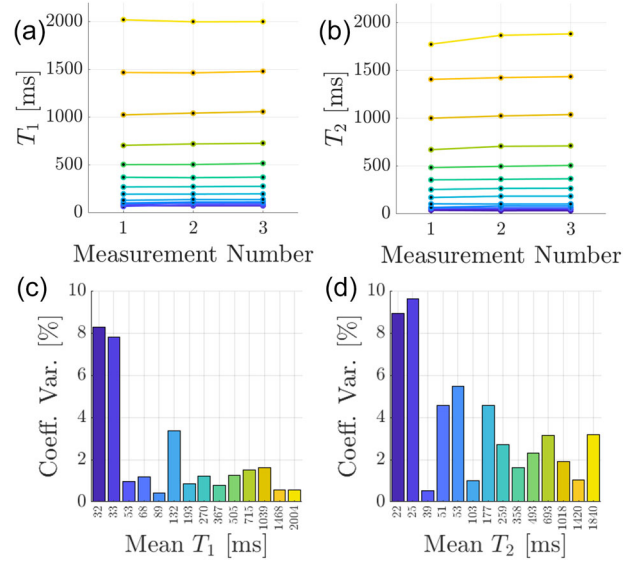 (a)
T₁ [ms]
2000
1500
1000
500
0
1 2 3
Measurement Number
(b)
T₂ [ms]
2000
1500
1000
500
0
1 2 3
Measurement Number
(c)
Coeff. Var. [%]
10
8
6
4
2
0
32 33 53 68 89 132 193 270 367 505 715 1039 1468 2004
Mean T₁ [ms]
(d)
Coeff. Var. [%]
10
8
6
4
2
0
22 25 39 51 53 103 177 259 358 493 693 1018 1420 1840
Mean T₂ [ms]